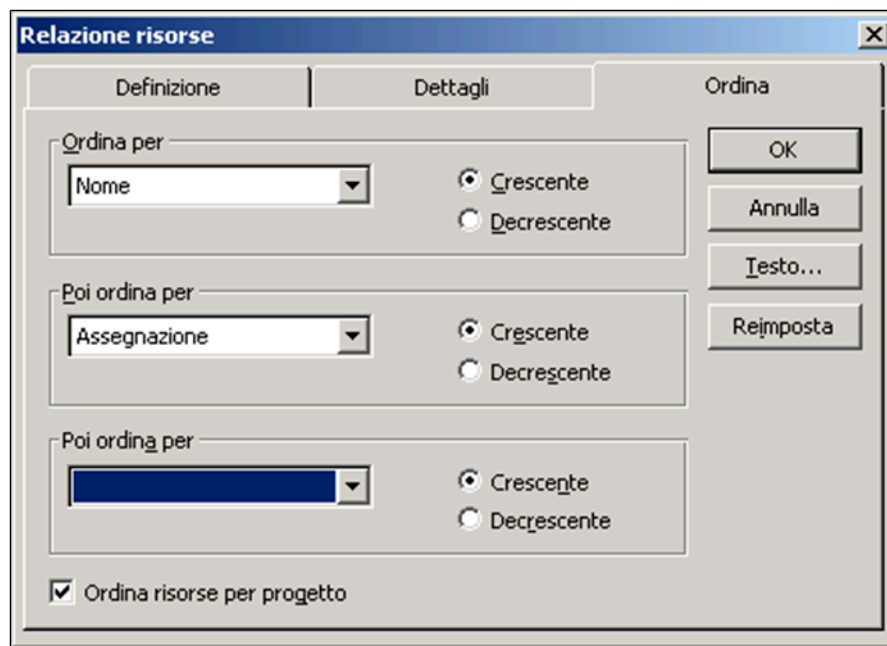 Relazione risorse
Definizione Dettagli Ordina
Ordina per
Nome
Crescente
Decrescente
OK
Annulla
Testo...
Reimposta
Poi ordina per
Assegnazione
Crescente
Decrescente
Poi ordina per
Crescente
Decrescente
Ordina risorse per progetto